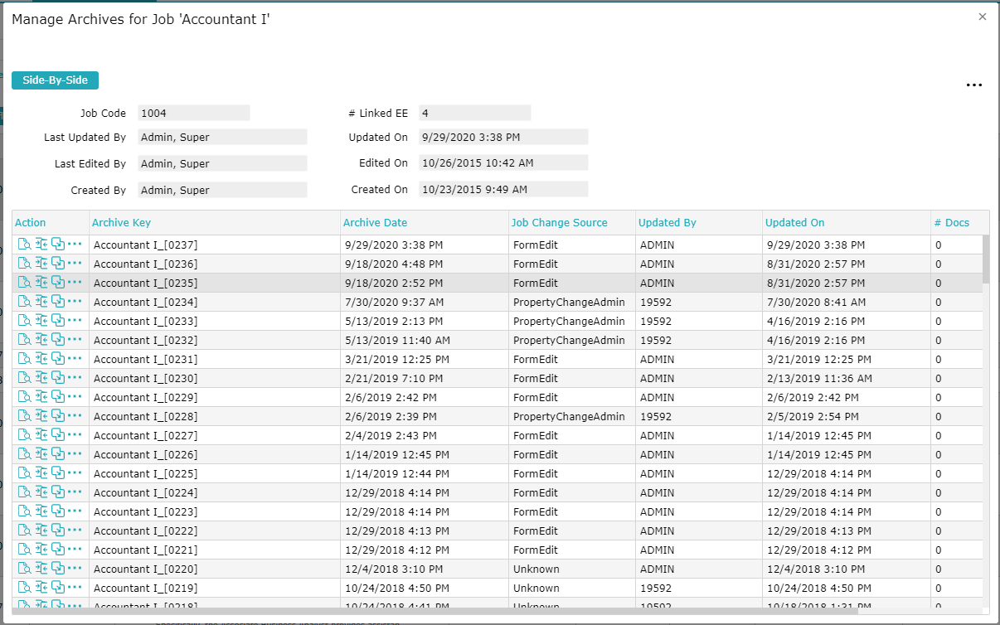 Manage Archives for Job 'Accountant I'
Side-By-Side
Job Code 1004 # Linked EE 4
Last Updated By Admin, Super Updated On 9/29/2020 3:38 PM
Last Edited By Admin, Super Edited On 10/26/2015 10:42 AM
Created By Admin, Super Created On 10/23/2015 9:49 AM
Action Archive Key Archive Date Job Change Source Updated By Updated On # Docs
Accountant I_[0237] 9/29/2020 3:38 PM FormEdit ADMIN 9/29/2020 3:38 PM 0
Accountant I_[0236] 9/18/2020 4:48 PM FormEdit ADMIN 8/31/2020 2:57 PM 0
Accountant I_[0235] 9/18/2020 2:52 PM FormEdit ADMIN 8/31/2020 2:57 PM 0
Accountant I_[0234] 7/30/2020 9:37 AM PropertyChangeAdmin 19592 7/30/2020 8:41 AM 0
Accountant I_[0233] 5/13/2019 2:13 PM PropertyChangeAdmin 19592 4/16/2019 2:16 PM 0
Accountant I_[0232] 5/13/2019 11:40 AM PropertyChangeAdmin 19592 4/16/2019 2:16 PM 0
Accountant I_[0231] 3/21/2019 12:25 PM FormEdit ADMIN 3/21/2019 12:25 PM 0
Accountant I_[0230] 2/21/2019 7:10 PM FormEdit ADMIN 2/13/2019 11:36 AM 0
Accountant I_[0229] 2/6/2019 2:42 PM FormEdit ADMIN 2/6/2019 2:42 PM 0
Accountant I_[0228] 2/6/2019 2:39 PM PropertyChangeAdmin 19592 2/5/2019 2:54 PM 0
Accountant I_[0227] 2/4/2019 2:43 PM FormEdit ADMIN 1/14/2019 12:45 PM 0
Accountant I_[0226] 1/14/2019 12:45 PM FormEdit ADMIN 1/14/2019 12:45 PM 0
Accountant I_[0225] 1/14/2019 12:44 PM FormEdit ADMIN 12/29/2018 4:14 PM 0
Accountant I_[0224] 12/29/2018 4:14 PM FormEdit ADMIN 12/29/2018 4:14 PM 0
Accountant I_[0223] 12/29/2018 4:14 PM FormEdit ADMIN 12/29/2018 4:14 PM 0
Accountant I_[0222] 12/29/2018 4:13 PM FormEdit ADMIN 12/29/2018 4:13 PM 0
Accountant I_[0221] 12/29/2018 4:12 PM FormEdit ADMIN 12/29/2018 4:12 PM 0
Accountant I_[0220] 12/4/2018 3:10 PM Unknown ADMIN 12/4/2018 3:10 PM 0
Accountant I_[0219] 10/24/2018 4:50 PM Unknown 19592 10/24/2018 4:50 PM 0
Accountant I_[0218] 10/24/2018 4:41 PM Unknown 19592 10/18/2018 1:31 PM 0